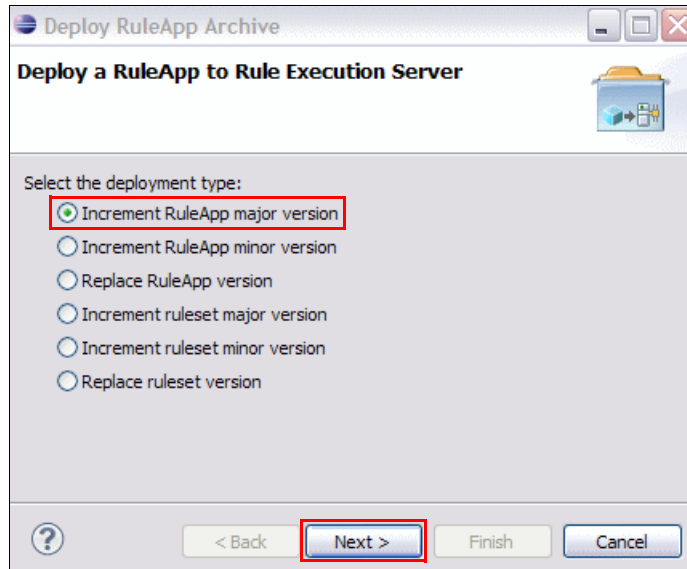 Deploy RuleApp Archive
Deploy a RuleApp to Rule Execution Server
Select the deployment type:
Increment RuleApp major version
Increment RuleApp minor version
Replace RuleApp version
Increment ruleset major version
Increment ruleset minor version
Replace ruleset version
? < Back Next > Finish Cancel